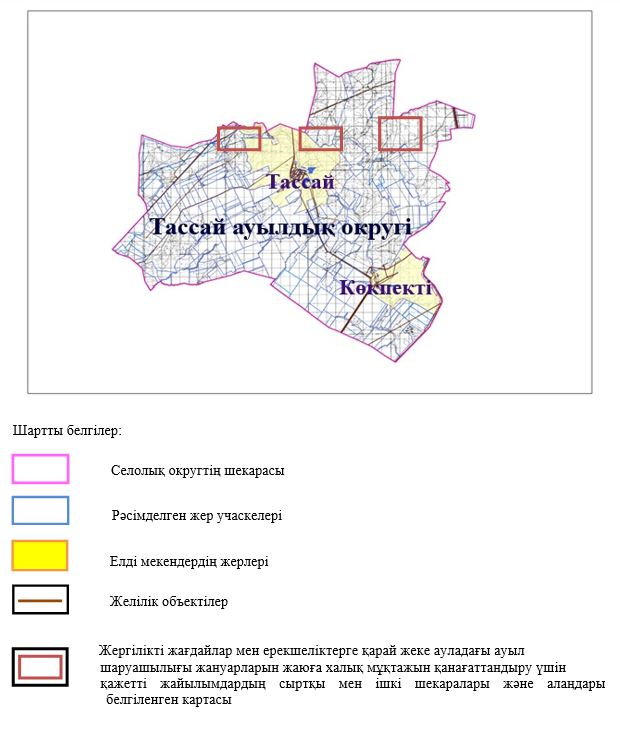 Тассай
Тассай ауылдық округі
Көкпекті
Шартты белгілер:
Селолық округтің шекарасы
Рәсімделген жер учаскелері
Елді мекендердің жерлері
Желілік объектілер
Жергілікті жағдайлар мен ерекшеліктерге қарай жеке ауладағы ауыл
шаруашылығы жануарларын жаюға халық мұқтажын қанағаттандыру үшін
қажетті жайылымдардың сыртқы мен ішкі шекаралары және алаңдары
белгіленген картасы